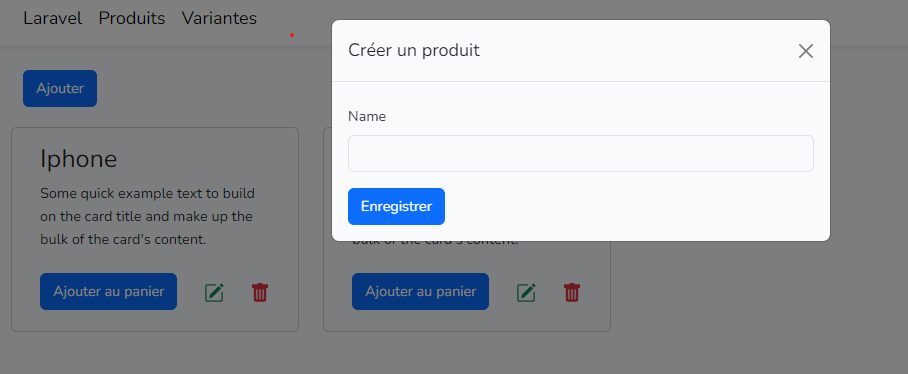 Laravel Produits Variantes
Créer un produit
Ajouter
Name
Enregistrer
Iphone
Some quick example text to build
on the card title and make up the
bulk of the card's content.
bulk of the card's content.
Ajouter au panier
Ajouter au panier